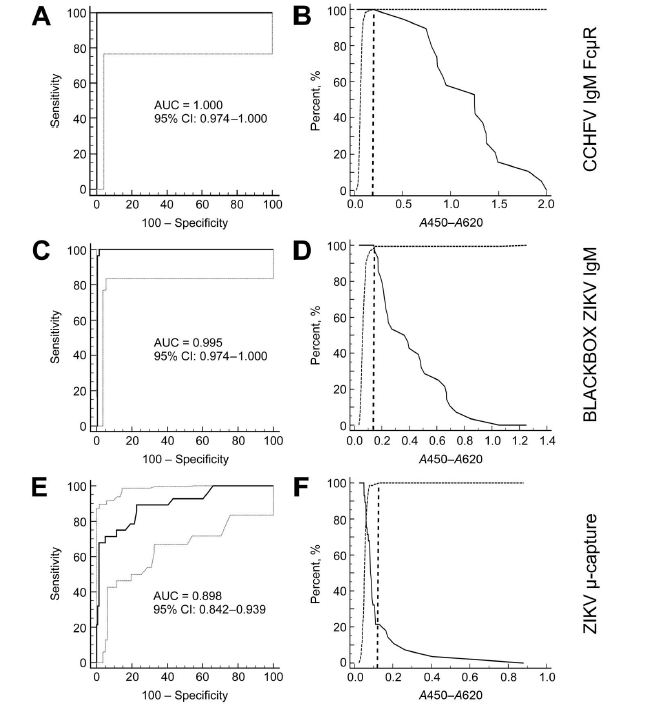 A
100
80
60
40
20
0
Sensitivity
AUC = 1.000
95% CI: 0.974–1.000
0 20 40 60 80 100
100 – Specificity
B
100
80
60
40
20
0
Percent, %
0.0 0.5 1.0 1.5 2.0
A450–A620
CCHFV IgM FcμR
C
100
80
60
40
20
0
Sensitivity
AUC = 0.995
95% CI: 0.974–1.000
0 20 40 60 80 100
100 – Specificity
D
100
80
60
40
20
0
Percent, %
0.0 0.2 0.4 0.6 0.8 1.0 1.2 1.4
A450–A620
BLACKBOX ZIKV IgM
E
100
80
60
40
20
0
Sensitivity
AUC = 0.898
95% CI: 0.842–0.939
0 20 40 60 80 100
100 – Specificity
F
100
80
60
40
20
0
Percent, %
0.0 0.2 0.4 0.6 0.8 1.0
A450–A620
ZIKV μ-capture